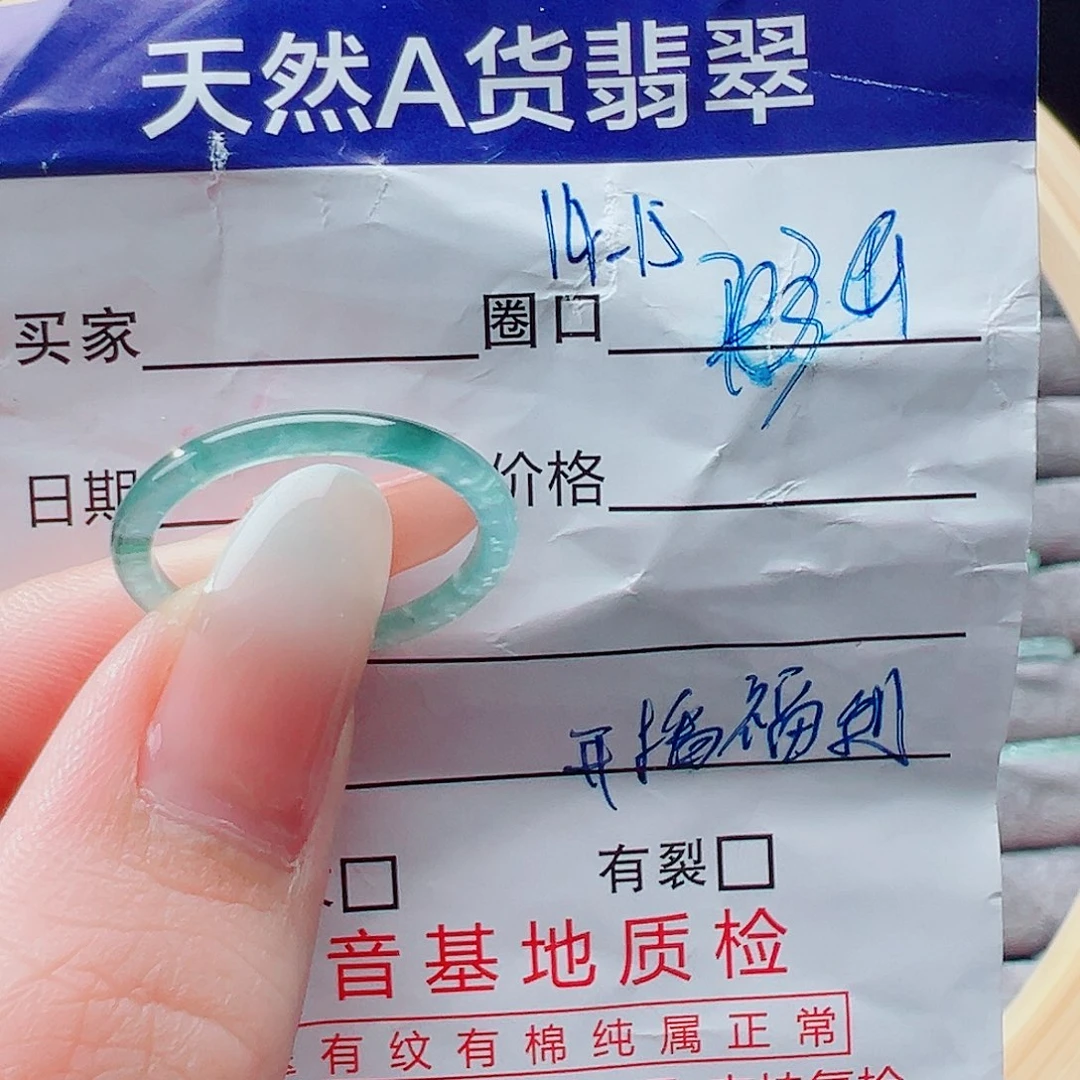 天然A货翡翠
14-15
买家 圈口
日期 价格
开播福利
有裂
音基地质检
有纹有棉纯属正常